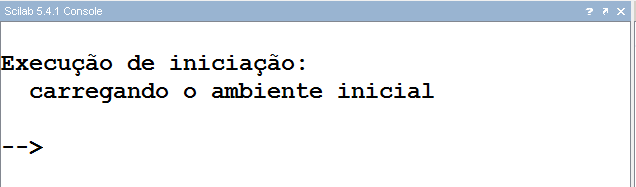 Scilab 5.4.1 Console
Execução de iniciação:
carregando o ambiente inicial
-->